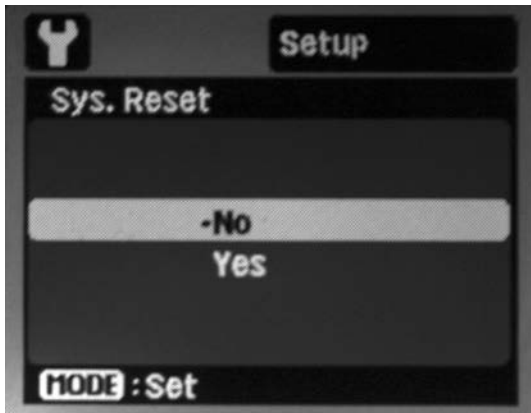 Setup
Sys. Reset
-No
Yes
MODE :Set